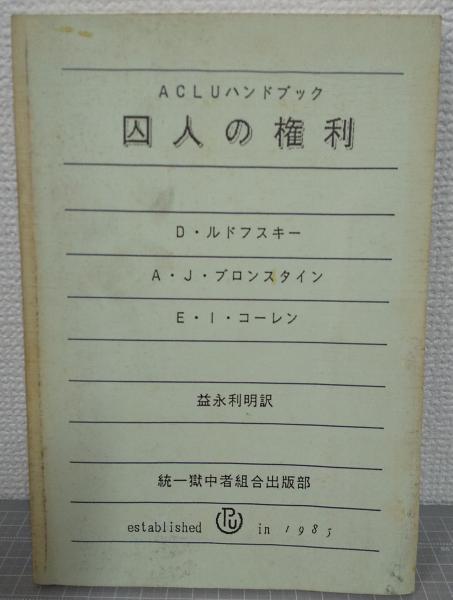 ACLUハンドブック
囚人の権利
D・ルドフスキー
A・J・ブロンスタイン
E・I・コーレン
益永利明訳
統一獄中者組合出版部
established PU in 1985